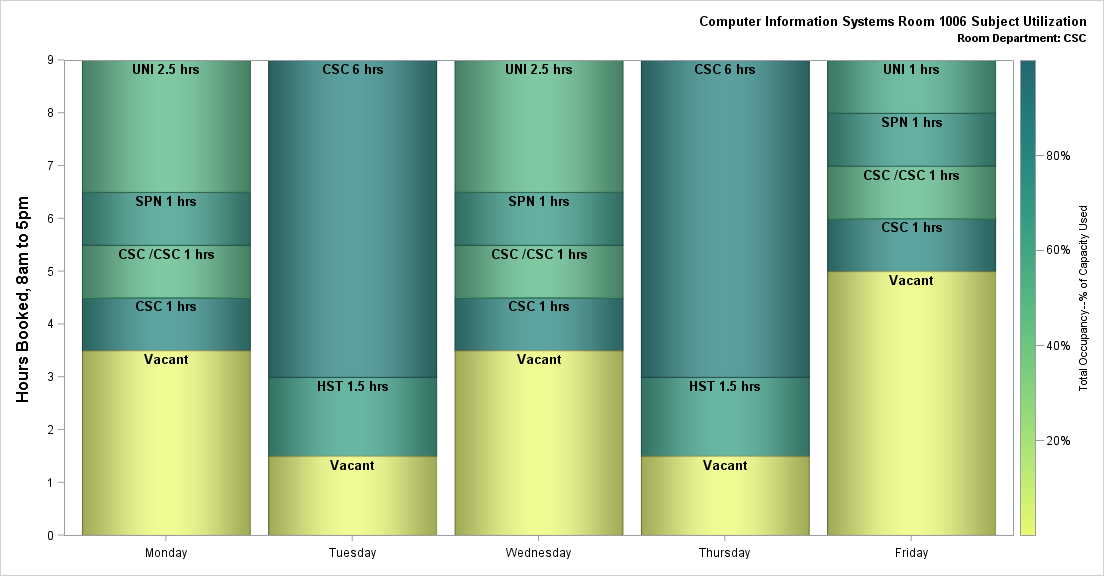 Computer Information Systems Room 1006 Subject Utilization
Room Department: CSC
Hours Booked, 8am to 5pm
9
8
7
6
5
4
3
2
1
0
UNI 2.5 hrs
SPN 1 hrs
CSC /CSC 1 hrs
CSC 1 hrs
Vacant
CSC 6 hrs
HST 1.5 hrs
Vacant
UNI 2.5 hrs
SPN 1 hrs
CSC /CSC 1 hrs
CSC 1 hrs
Vacant
CSC 6 hrs
HST 1.5 hrs
Vacant
UNI 1 hrs
SPN 1 hrs
CSC /CSC 1 hrs
CSC 1 hrs
Vacant
Monday
Tuesday
Wednesday
Thursday
Friday
80%
60%
40%
20%
Total Occupancy--% of Capacity Used